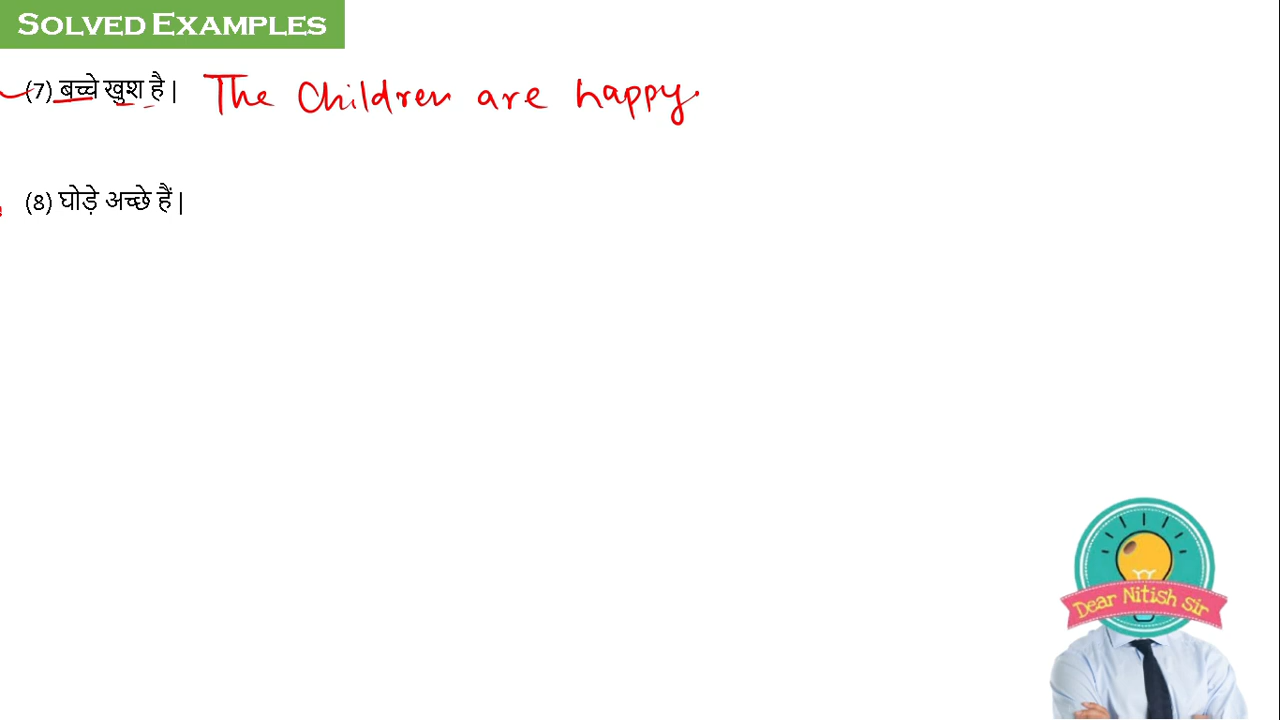 SOLVED EXAMPLES
(7) बच्चे खुश है | The Children are happy.
(8) घोड़े अच्छे हैं |
Dear Nitish Sir